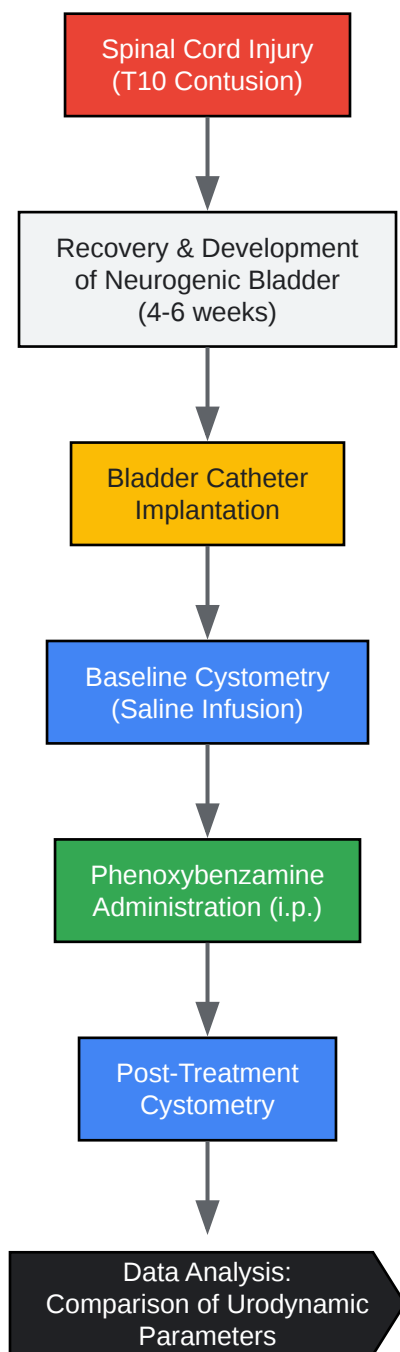 Spinal Cord Injury
(T10 Contusion)
Recovery & Development
of Neurogenic Bladder
(4-6 weeks)
Bladder Catheter
Implantation
Baseline Cystometry
(Saline Infusion)
Phenoxybenzamine
Administration (i.p.)
Post-Treatment
Cystometry
Data Analysis:
Comparison of Urodynamic
Parameters